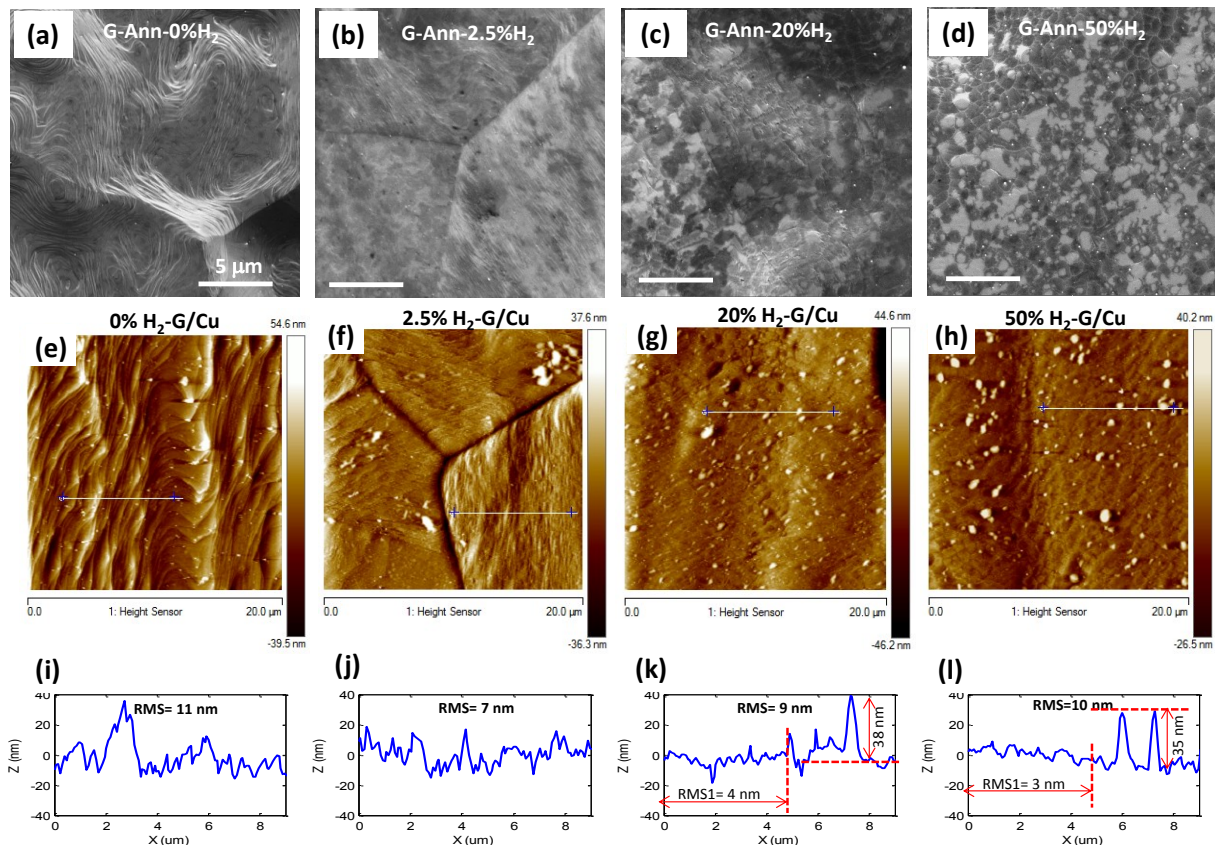 (a)
G-Ann-0%H₂
5 μm
(b)
G-Ann-2.5%H₂
(c)
G-Ann-20%H₂
(d)
G-Ann-50%H₂
0% H₂-G/Cu
54.6 nm
(e)
0.0
1: Height Sensor
20.0 μm
-39.5 nm
2.5% H₂-G/Cu
37.6 nm
(f)
0.0
1: Height Sensor
20.0 μm
-36.3 nm
20% H₂-G/Cu
44.6 nm
(g)
0.0
1: Height Sensor
20.0 μm
-46.2 nm
50% H₂-G/Cu
40.2 nm
(h)
0.0
1: Height Sensor
20.0 μm
-26.5 nm
(i)
RMS = 11 nm
Z (nm)
40
20
0
-20
-40
0 2 4 6 8
X (um)
(j)
RMS = 7 nm
40
20
0
-20
-40
0 2 4 6 8
X (um)
(k)
RMS = 9 nm
38 nm
RMS1= 4 nm
40
20
0
-20
-40
0 2 4 6 8
X (um)
(l)
RMS= 10 nm
35 nm
RMS1= 3 nm
40
20
0
-20
-40
0 2 4 6 8
X (um)